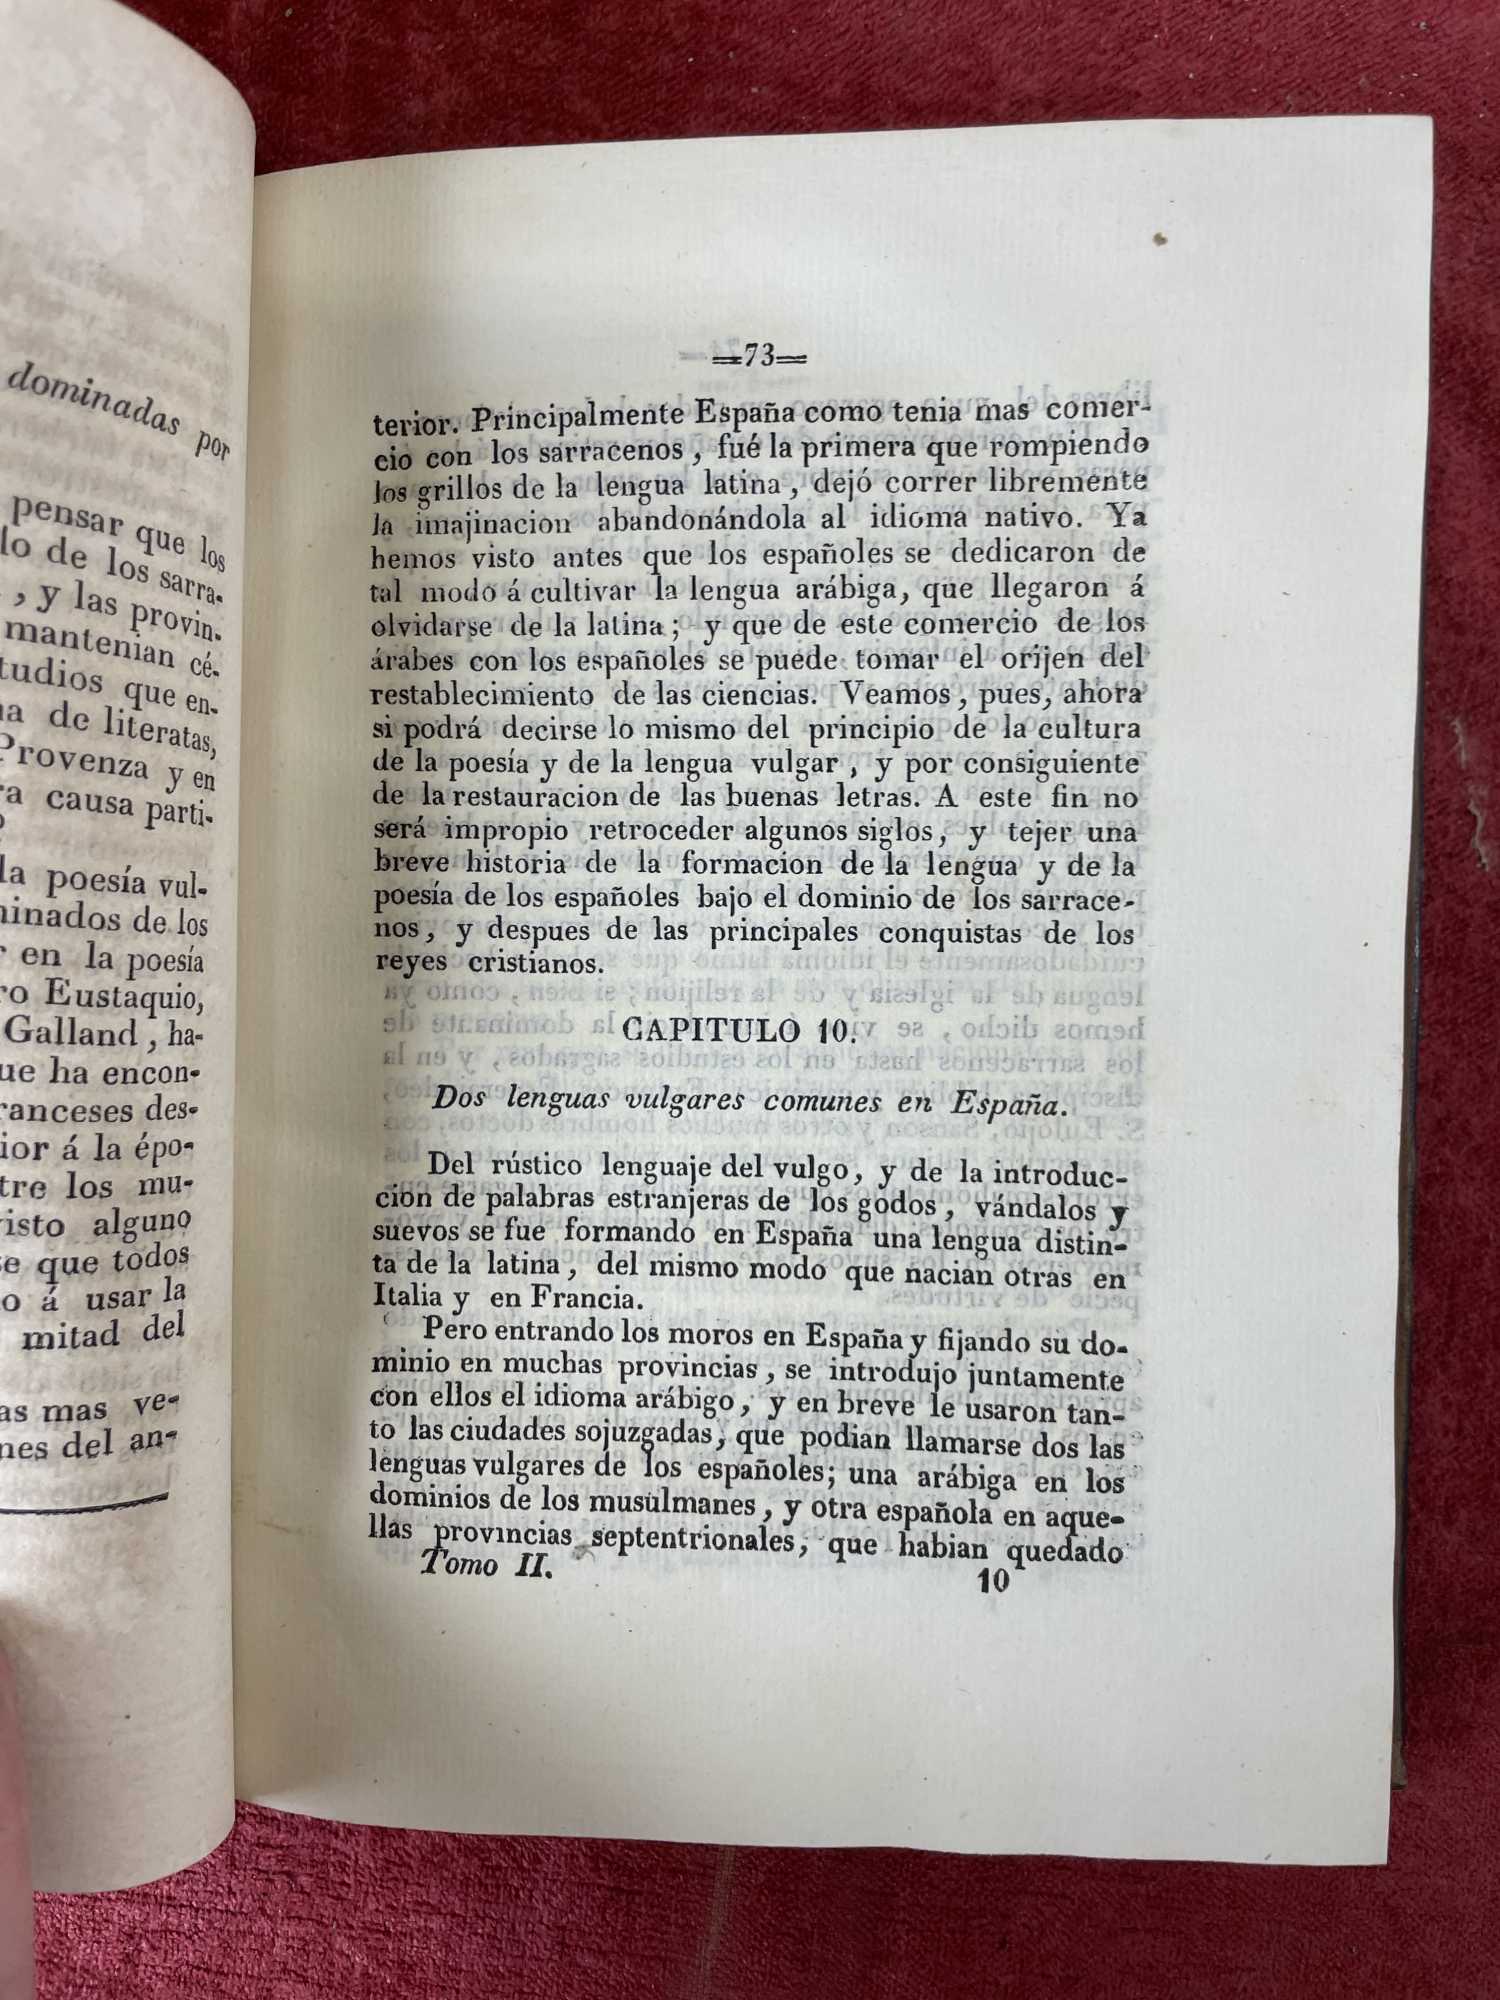 dominadas por
pensar que los
lo de los sarra-
, y las provin-
mantenian cé-
tudios que en-
de literatas,
Provenza y en
causa parti-
la poesía vul-
minados de los
en la poesía
ro Eustaquio,
Galland, ha-
ue ha encon-
ranceses des-
ior á la épo-
tre los mu-
visto alguno
e que todos
o á usar la
mitad del
as mas ve-
nes del an-
=73=
terior. Principalmente España como tenia mas comer-
cio con los sarracenos, fué la primera que rompiendo
los grillos de la lengua latina, dejó correr libremente
la imajinacion abandonándola al idioma nativo. Ya
hemos visto antes que los españoles se dedicaron de
tal modo á cultivar la lengua arábiga, que llegaron á
olvidarse de la latina; y que de este comercio de los
árabes con los españoles se puede tomar el orijen del
restablecimiento de las ciencias. Veamos, pues, ahora
si podrá decirse lo mismo del principio de la cultura
de la poesía y de la lengua vulgar, y por consiguiente
de la restauracion de las buenas letras. A este fin no
será impropio retroceder algunos siglos, y tejer una
breve historia de la formacion de la lengua y de la
poesía de los españoles bajo el dominio de los sarrace-
nos, y despues de las principales conquistas de los
reyes cristianos.
CAPITULO 10.
Dos lenguas vulgares comunes en España.
Del rústico lenguaje del vulgo, y de la introduc-
cion de palabras estranjeras de los godos, vándalos y
suevos se fue formando en España una lengua distin-
ta de la latina, del mismo modo que nacian otras en
Italia y en Francia.
Pero entrando los moros en España y fijando su do-
minio en muchas provincias, se introdujo juntamente
con ellos el idioma arábigo, y en breve le usaron tan-
to las ciudades sojuzgadas, que podian llamarse dos las
lenguas vulgares de los españoles; una arábiga en los
dominios de los musulmanes, y otra española en aque-
llas provincias septentrionales, que habian quedado
Tomo II. 10